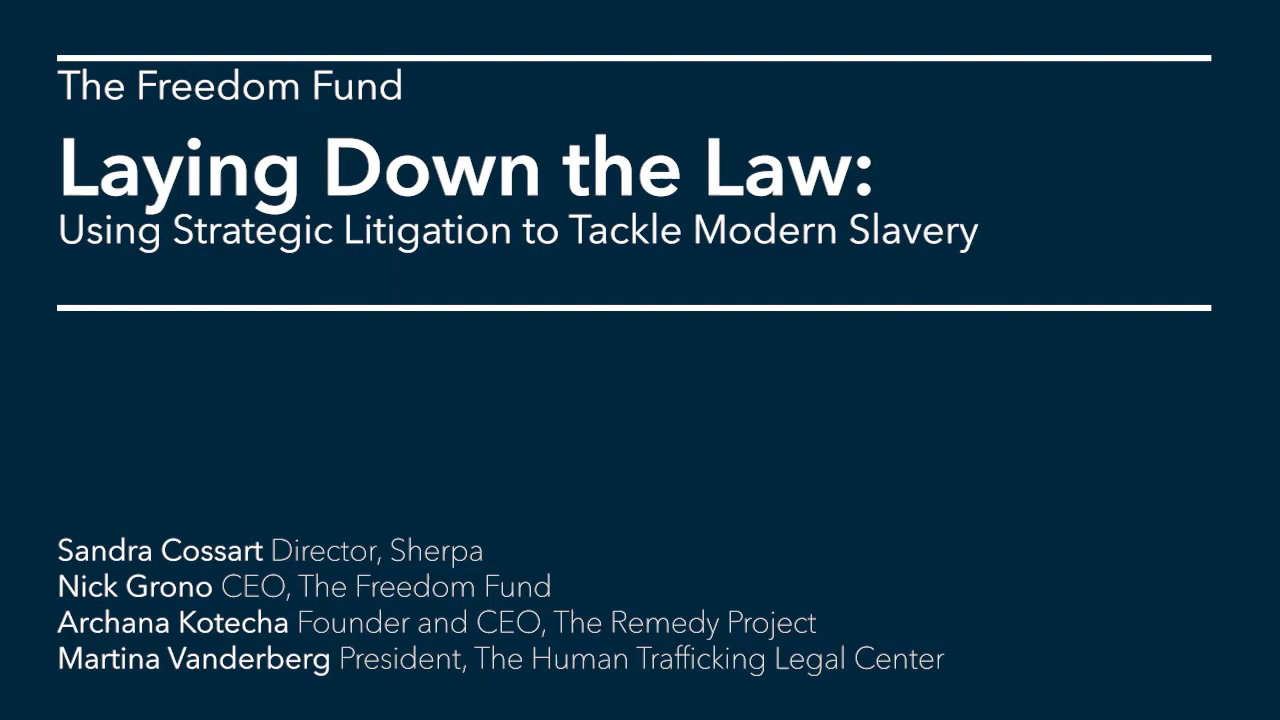 The Freedom Fund
Laying Down the Law:
Using Strategic Litigation to Tackle Modern Slavery
Sandra Cossart Director, Sherpa
Nick Grono CEO, The Freedom Fund
Archana Kotecha Founder and CEO, The Remedy Project
Martina Vanderberg President, The Human Trafficking Legal Center